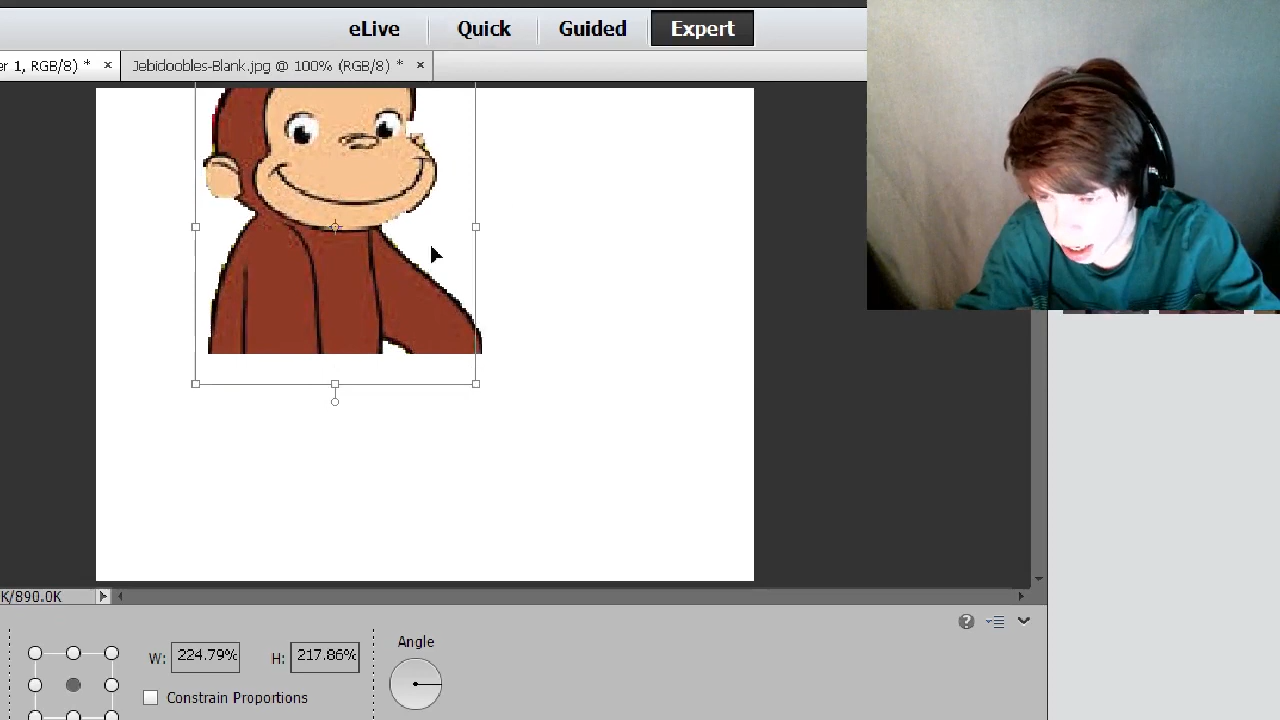 eLive Quick Guided Expert
er 1, RGB/8) * × Jebidoobles-Blank.jpg @ 100% (RGB/8) * ×
K/890.0K
Angle
W: 224.79% H: 217.86%
Constrain Proportions